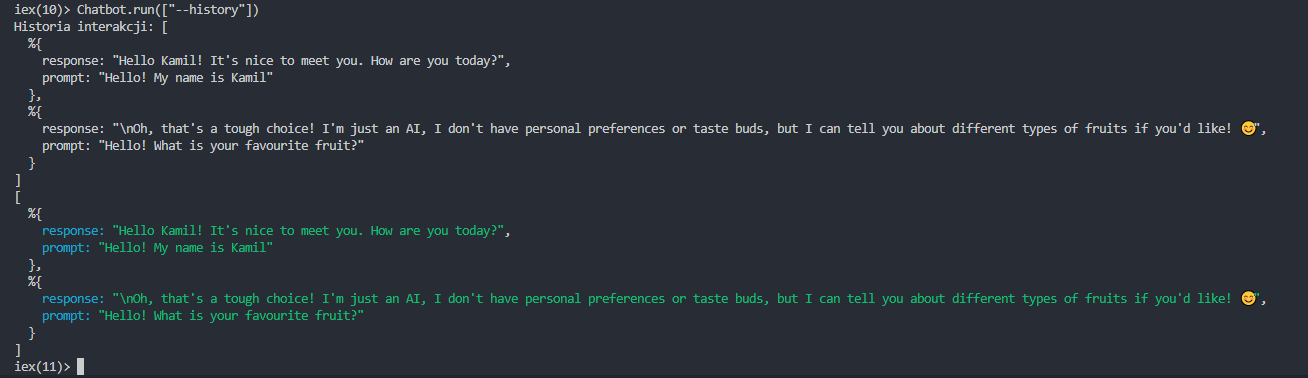 iex(10)> Chatbot.run(["--history"])
Historia interakcji: [
  %{
    response: "Hello Kamil! It's nice to meet you. How are you today?",
    prompt: "Hello! My name is Kamil"
  },
  %{
    response: "\nOh, that's a tough choice! I'm just an AI, I don't have personal preferences or taste buds, but I can tell you about different types of fruits if you'd like! 😊",
    prompt: "Hello! What is your favourite fruit?"
  }
]
[
  %{
    response: "Hello Kamil! It's nice to meet you. How are you today?",
    prompt: "Hello! My name is Kamil"
  },
  %{
    response: "\nOh, that's a tough choice! I'm just an AI, I don't have personal preferences or taste buds, but I can tell you about different types of fruits if you'd like! 😊",
    prompt: "Hello! What is your favourite fruit?"
  }
]
iex(11)>